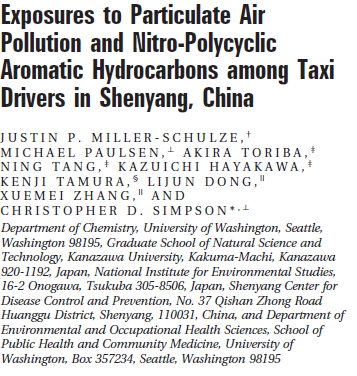 Exposures to Particulate Air
Pollution and Nitro-Polycyclic
Aromatic Hydrocarbons among Taxi
Drivers in Shenyang, China
JUSTIN P. MILLER-SCHULZE,†
MICHAEL PAULSEN,⊥ AKIRA TORIBA,‡
NING TANG,‡ KAZUICHI HAYAKAWA,‡
KENJI TAMURA,§ LIJUN DONG,||
XUEMEI ZHANG,|| AND
CHRISTOPHER D. SIMPSON*,⊥
Department of Chemistry, University of Washington, Seattle,
Washington 98195, Graduate School of Natural Science and
Technology, Kanazawa University, Kakuma-Machi, Kanazawa
920-1192, Japan, National Institute for Environmental Studies,
16-2 Onogawa, Tsukuba 305-8506, Japan, Shenyang Center for
Disease Control and Prevention, No. 37 Qishan Zhong Road
Huanggu District, Shenyang, 110031, China, and Department of
Environmental and Occupational Health Sciences, School of
Public Health and Community Medicine, University of
Washington, Box 357234, Seattle, Washington 98195